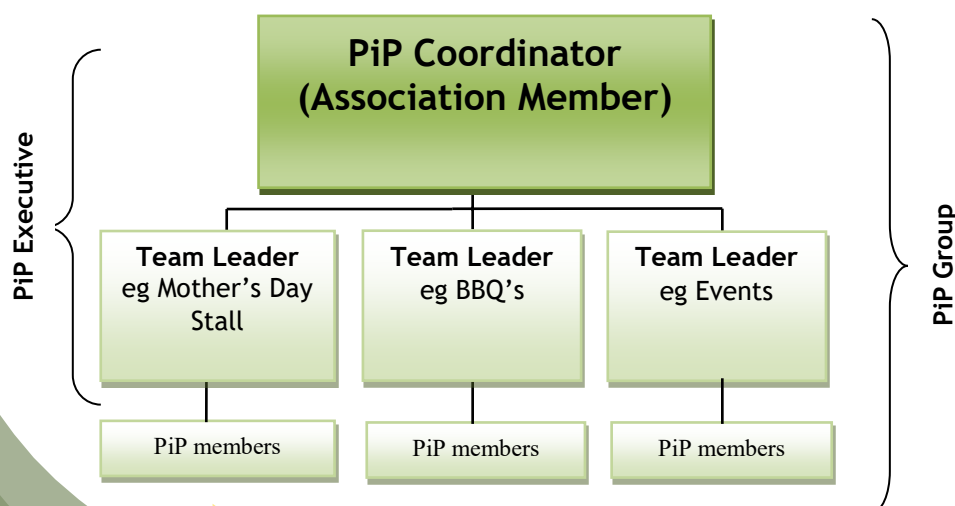 PiP Coordinator
(Association Member)
PiP Executive
PiP Group
Team Leader
eg Mother’s Day
Stall
Team Leader
eg BBQ’s
Team Leader
eg Events
PiP members
PiP members
PiP members